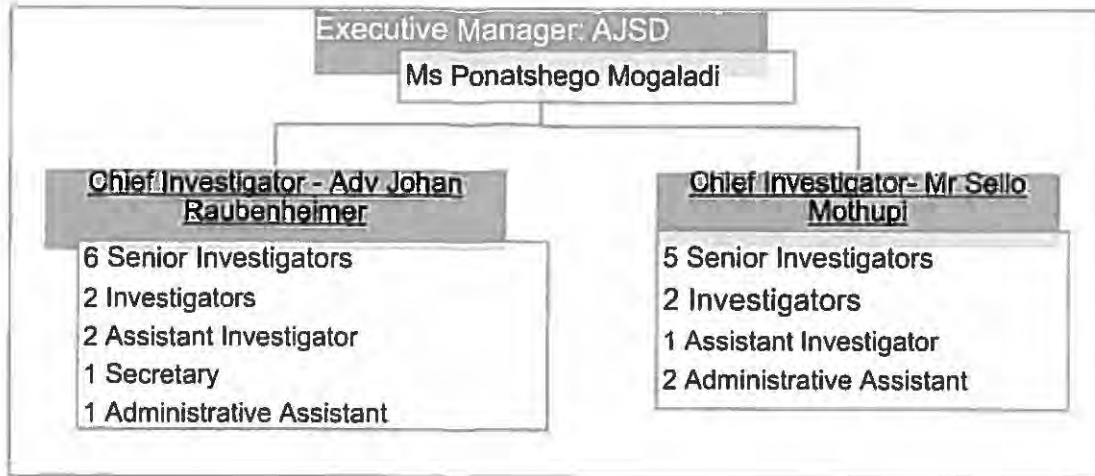 Executive Manager: AJSD
Ms Ponatshego Mogaladi
Chief Investigator - Adv Johan
Raubenheimer
6 Senior Investigators
2 Investigators
2 Assistant Investigator
1 Secretary
1 Administrative Assistant
Chief Investigator- Mr Sello
Mothupi
5 Senior Investigators
2 Investigators
1 Assistant Investigator
2 Administrative Assistant